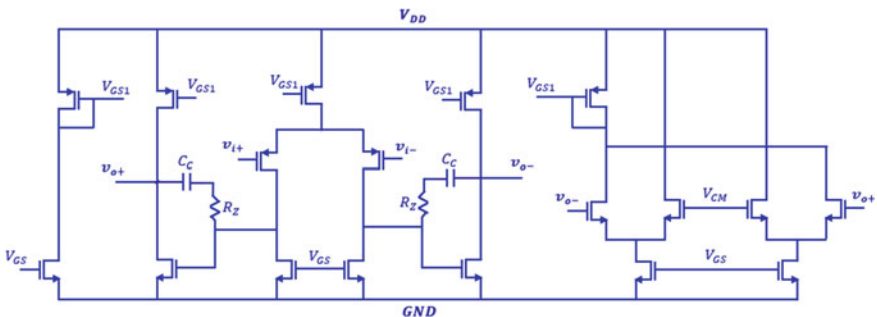 V_DD
V_GS1
V_GS1
V_GS1
V_GS1
V_GS1
v_i+
v_i−
v_o+
C_C
R_Z
C_C
R_Z
v_o−
v_o−
V_CM
v_o+
V_GS
V_GS
V_GS
GND